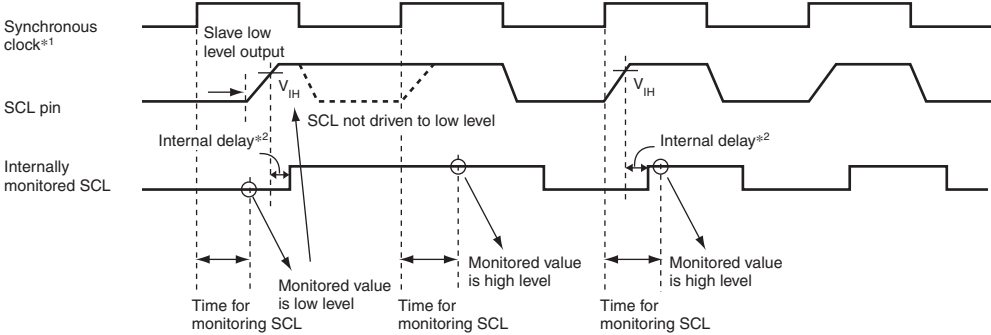 Synchronous
clock*1
Slave low
level output
SCL pin
VIH
VIH
SCL not driven to low level
Internal delay*2
Internal delay*2
Internally
monitored SCL
Monitored value
is low level
Monitored value
is high level
Monitored value
is high level
Time for
monitoring SCL
Time for
monitoring SCL
Time for
monitoring SCL